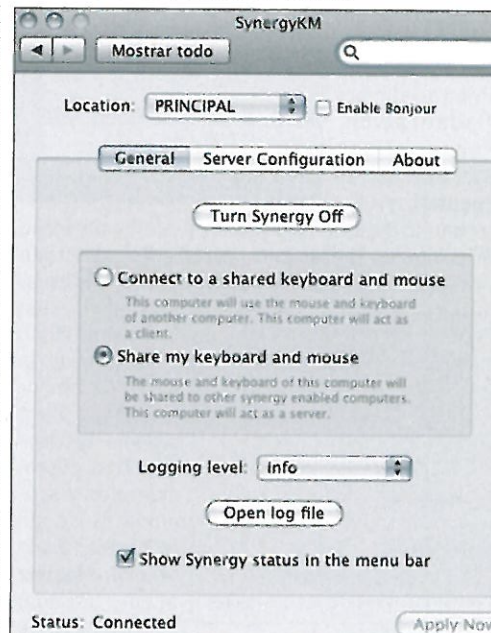 SynergyKM
Mostrar todo
Location: PRINCIPAL Enable Bonjour
General Server Configuration About
Turn Synergy Off
Connect to a shared keyboard and mouse
This computer will use the mouse and keyboard
of another computer. This computer will act as
a client.
Share my keyboard and mouse
The mouse and keyboard of this computer will
be shared to other synergy enabled computers.
This computer will act as a server.
Logging level: Info
Open log file
Show Synergy status in the menu bar
Status: Connected Apply Now